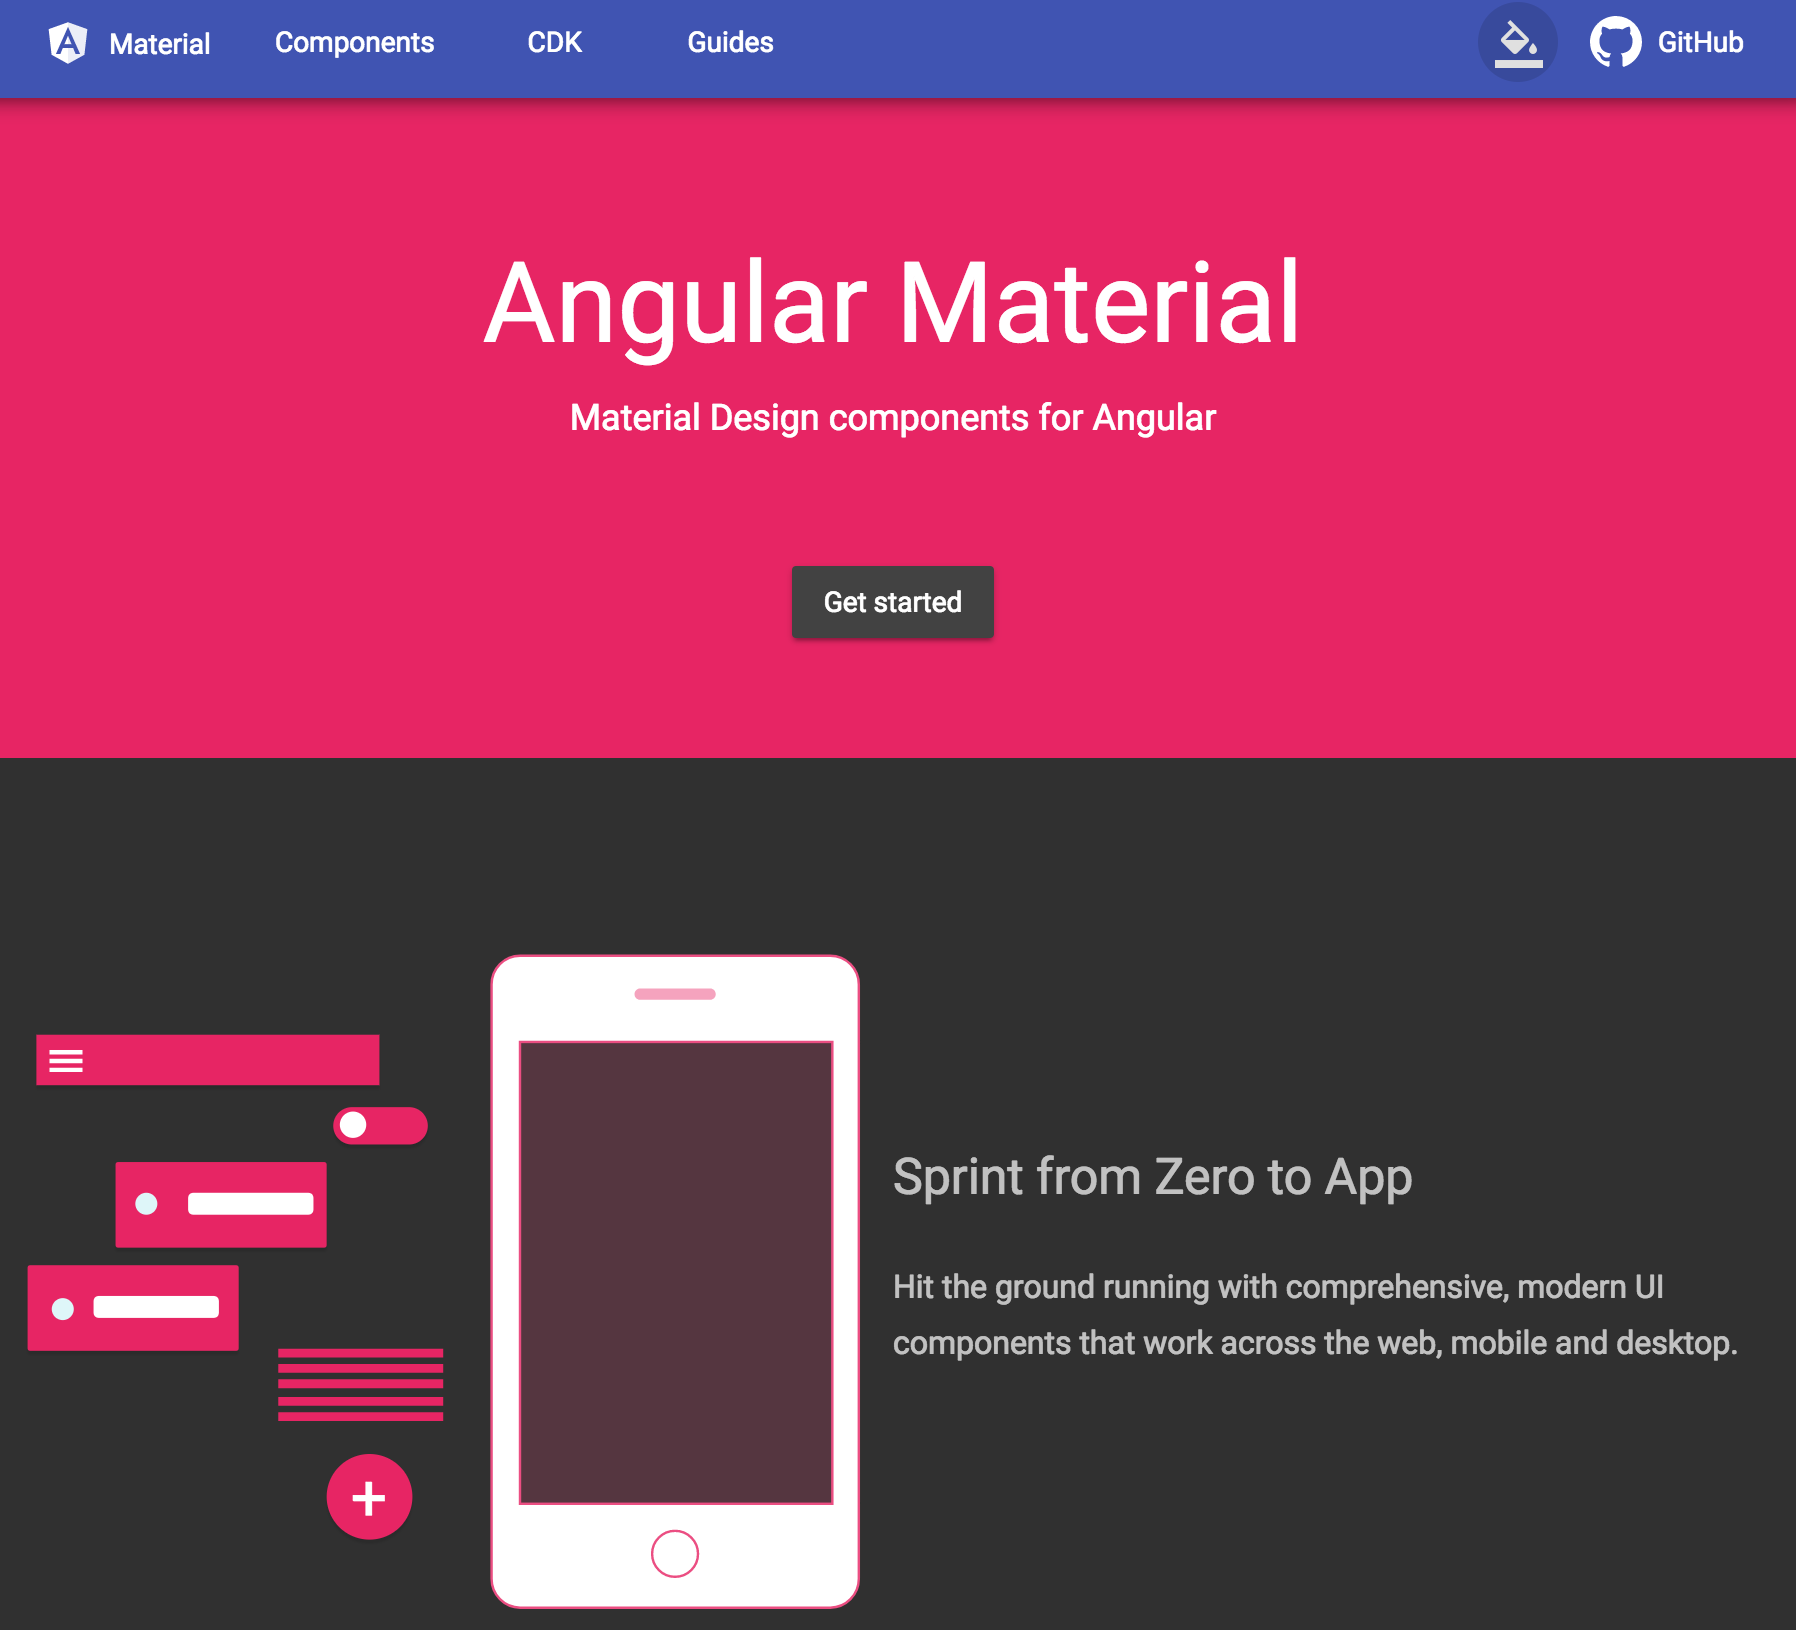 Material Components CDK Guides GitHub
Angular Material
Material Design components for Angular
Get started
Sprint from Zero to App
Hit the ground running with comprehensive, modern UI
components that work across the web, mobile and desktop.